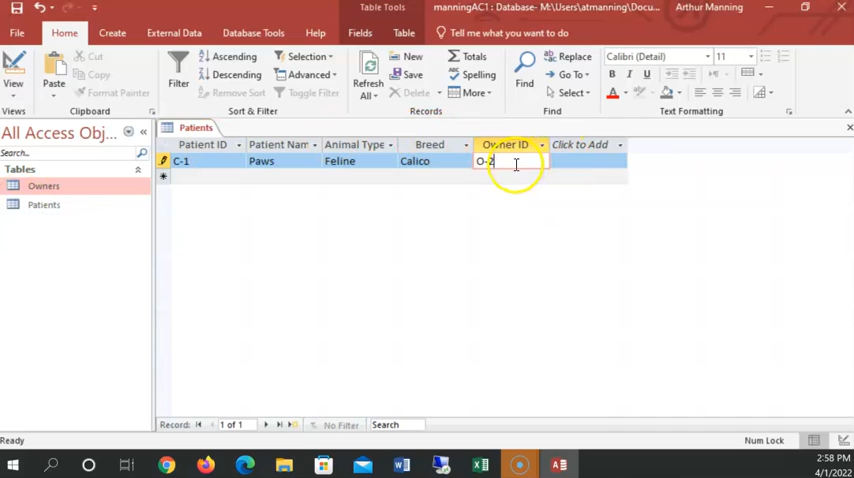 Table Tools
manningAC1 : Database- M:\Users\atmanning\Docu...
Arthur Manning
File Home Create External Data Database Tools Help Fields Table Tell me what you want to do
View
Views
Paste
Cut
Copy
Format Painter
Clipboard
Filter
Ascending
Descending
Remove Sort
Selection
Advanced
Toggle Filter
Sort & Filter
Refresh
All
New
Save
Delete
Totals
Spelling
More
Records
Find
Replace
Go To
Select
Find
Calibri (Detail) 11
B I U
A
Text Formatting
All Access Obj...
Search...
Tables
Owners
Patients
Patients
Patient ID Patient Nam Animal Type Breed Owner ID Click to Add
C-1 Paws Feline Calico O-2
Record: 1 of 1 No Filter Search
Ready
Num Lock
2:58 PM
4/1/2022